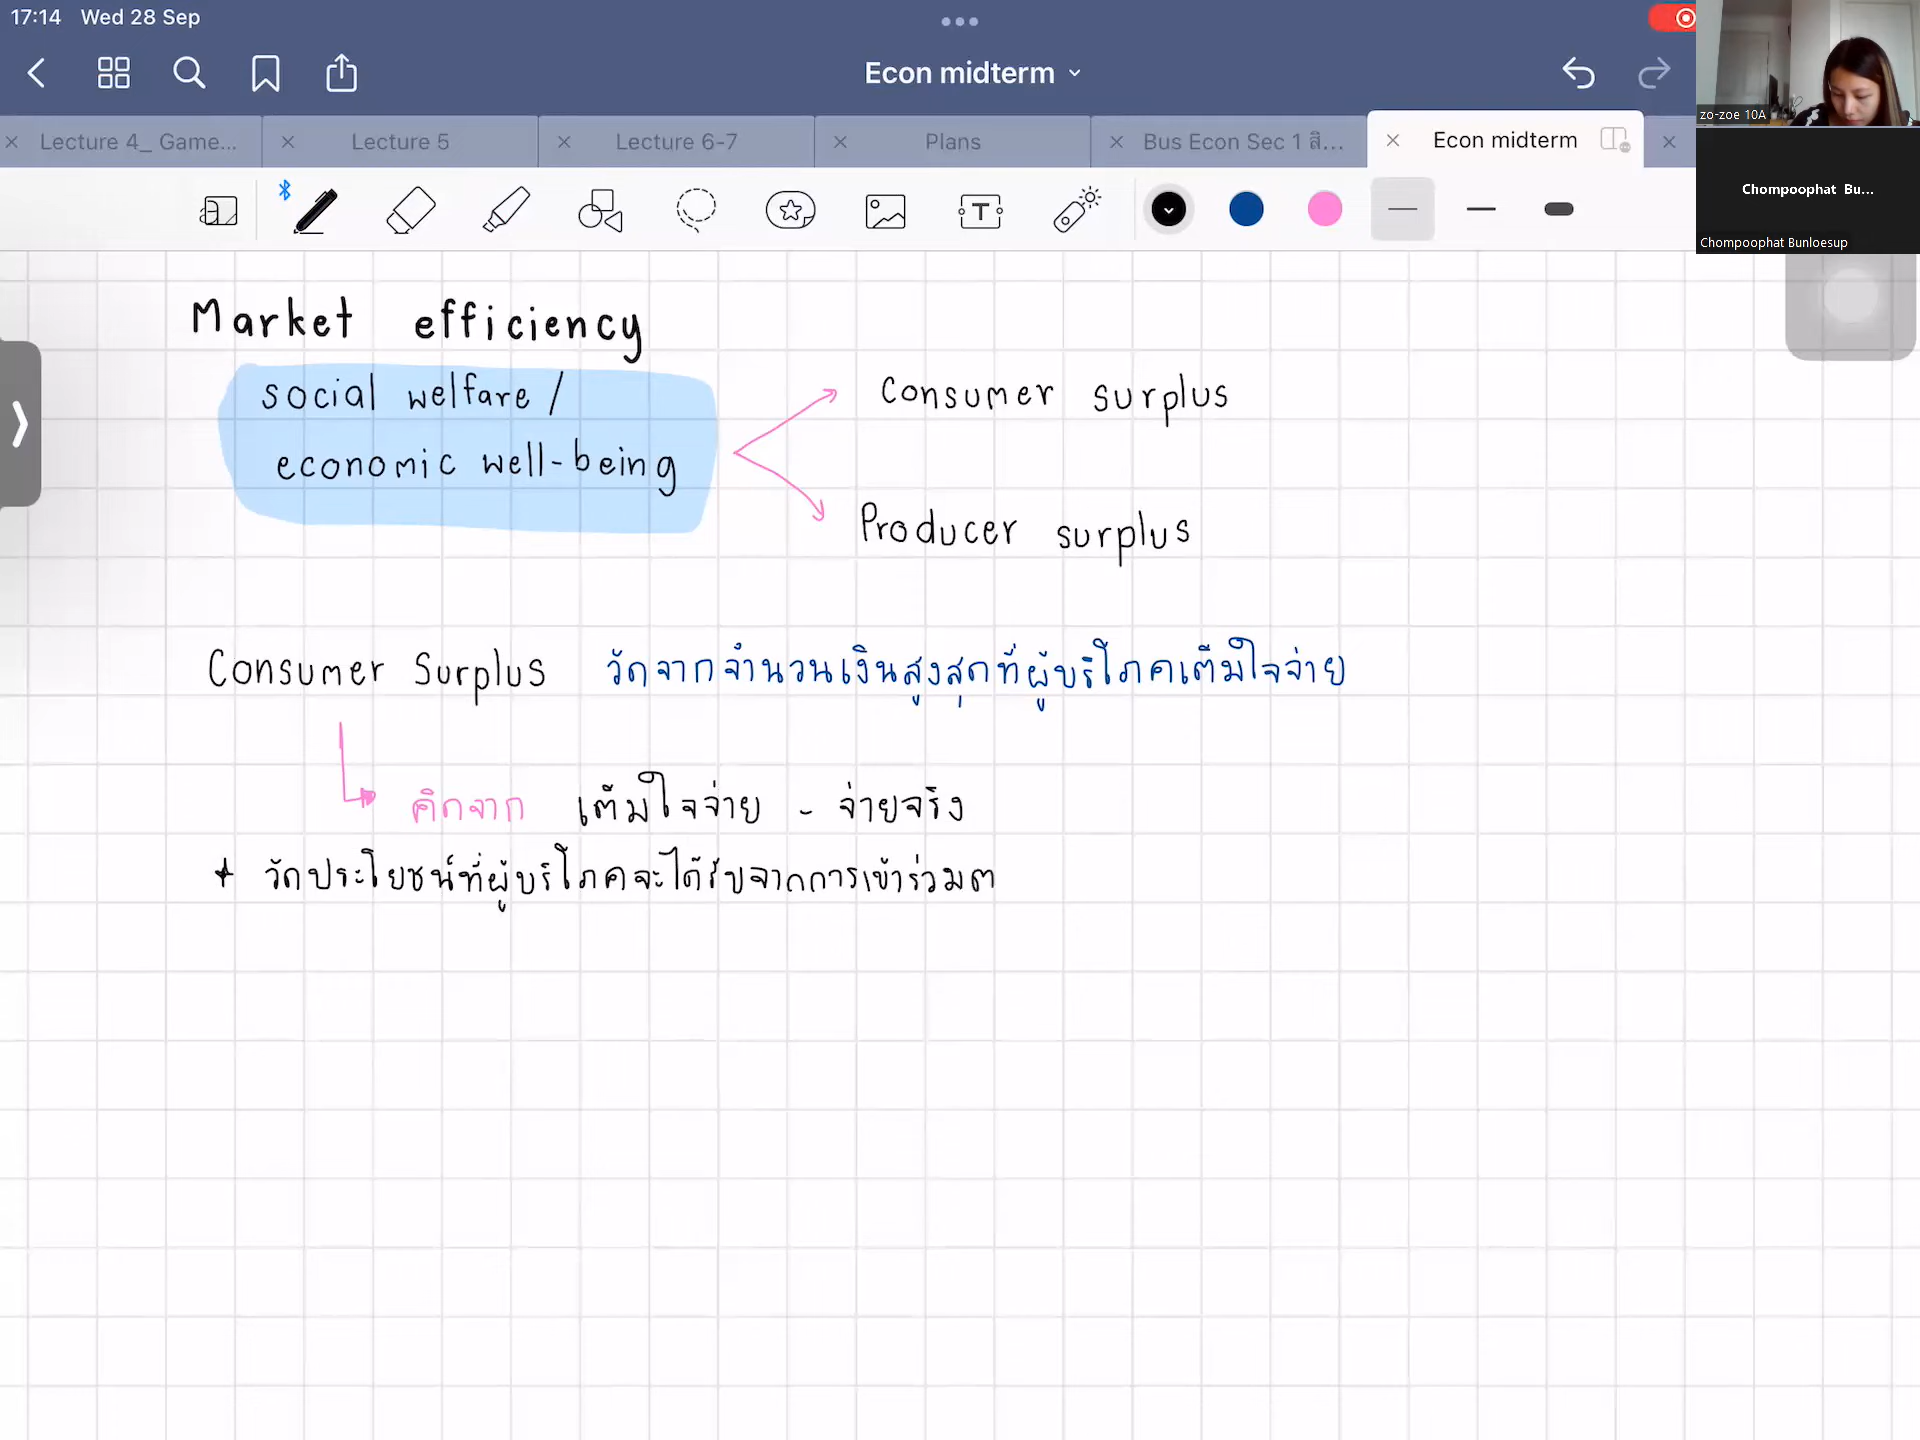 17:14 Wed 28 Sep
Econ midterm
zo-zoe 10A
Lecture 4_ Game...
Lecture 5
Lecture 6-7
Plans
Bus Econ Sec 1 สิ...
Econ midterm
Chompoophat Bu...
Chompoophat Bunloesup
Market efficiency
social welfare /
economic well-being
Consumer surplus
Producer surplus
Consumer Surplus วัดจากจำนวนเงินสูงสุดที่ผู้บริโภคเต็มใจจ่าย
คิดจาก เต็มใจจ่าย - จ่ายจริง
* วัดประโยชน์ที่ผู้บริโภคจะได้รับจากการเข้าร่วมต